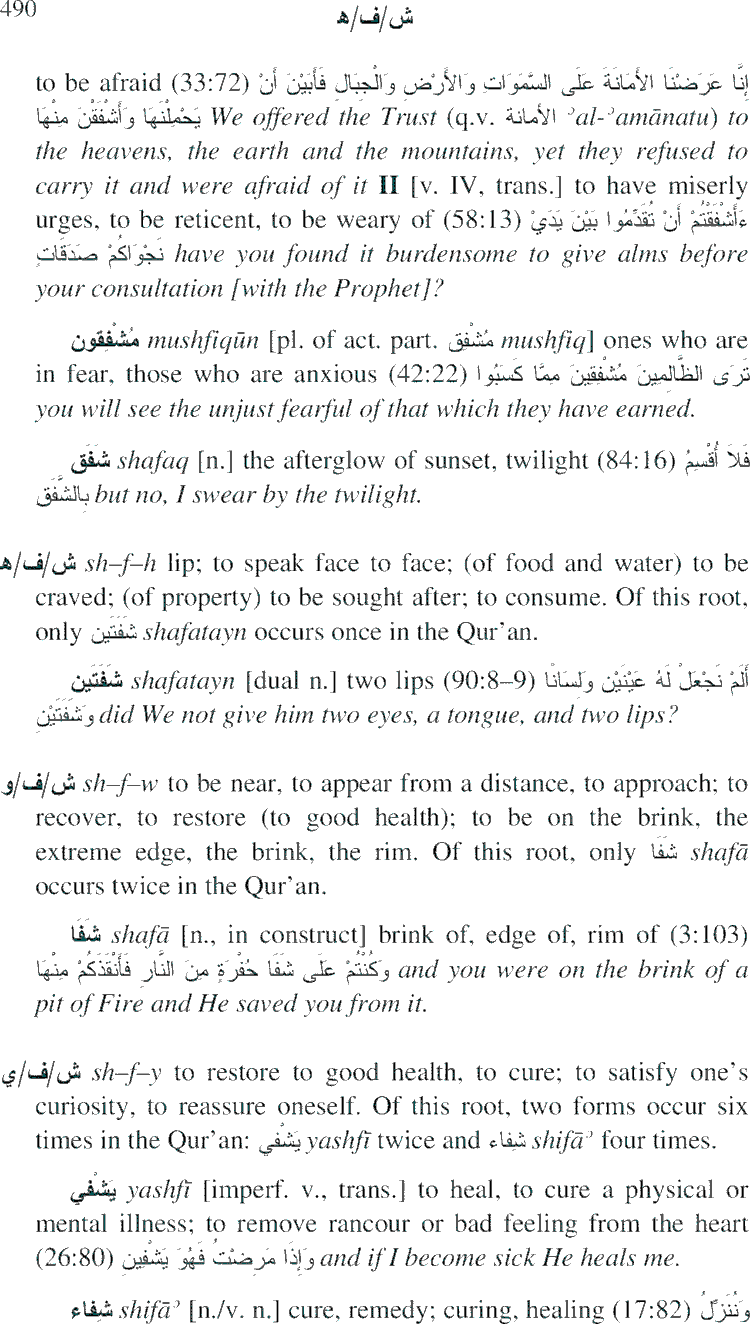 490
ش/ف/ه
to be afraid (33:72) إِنَّا عَرَضْنَا الأَمَانَةَ عَلَى السَّمَوَاتِ وَالأَرْضِ وَالْجِبَالِ فَأَبَيْنَ أَنْ
يَحْمِلْنَهَا وَأَشْفَقْنَ مِنْهَا We offered the Trust (q.v. الأمانة ʾal-ʾamānatu) to
the heavens, the earth and the mountains, yet they refused to
carry it and were afraid of it II [v. IV, trans.] to have miserly
urges, to be reticent, to be weary of (58:13) ءَأَشْفَقْتُمْ أَنْ تُقَدِّمُوا بَيْنَ يَدَيْ
نَجْوَاكُمْ صَدَقَاتٍ have you found it burdensome to give alms before
your consultation [with the Prophet]?
مُشْفِقون mushfiqūn [pl. of act. part. مُشْفِق mushfiq] ones who are
in fear, those who are anxious (42:22) تَرَى الظَّالِمِينَ مُشْفِقِينَ مِمَّا كَسَبُوا
you will see the unjust fearful of that which they have earned.
شَفَق shafaq [n.] the afterglow of sunset, twilight (84:16) فَلاَ أُقْسِمُ
بِالشَّفَقِ but no, I swear by the twilight.
ش/ف/ه sh–f–h lip; to speak face to face; (of food and water) to be
craved; (of property) to be sought after; to consume. Of this root,
only شَفَتَين shafatayn occurs once in the Qur’an.
شَفَتَين shafatayn [dual n.] two lips (90:8–9) أَلَمْ نَجْعَلْ لَهُ عَيْنَيْنِ وَلِسَانًا
وَشَفَتَيْنِ did We not give him two eyes, a tongue, and two lips?
ش/ف/و sh–f–w to be near, to appear from a distance, to approach; to
recover, to restore (to good health); to be on the brink, the
extreme edge, the brink, the rim. Of this root, only شَفَا shafā
occurs twice in the Qur’an.
شَفَا shafā [n., in construct] brink of, edge of, rim of (3:103)
وَكُنْتُمْ عَلَى شَفَا حُفْرَةٍ مِنَ النَّارِ فَأَنْقَذَكُمْ مِنْهَا and you were on the brink of a
pit of Fire and He saved you from it.
ش/ف/ي sh–f–y to restore to good health, to cure; to satisfy one’s
curiosity, to reassure oneself. Of this root, two forms occur six
times in the Qur’an: يَشْفي yashfī twice and شِفاء shifāʾ four times.
يَشْفي yashfī [imperf. v., trans.] to heal, to cure a physical or
mental illness; to remove rancour or bad feeling from the heart
(26:80) وَإِذَا مَرِضْتُ فَهُوَ يَشْفِينِ and if I become sick He heals me.
شِفاء shifāʾ [n./v. n.] cure, remedy; curing, healing (17:82) وَنُنَزِّلُ